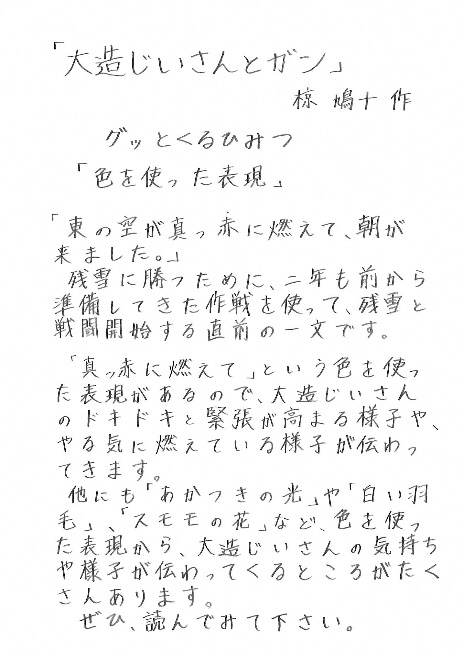 「大造じいさんとガン」
椋 鳩十 作
グッとくるひみつ
「色を使った表現」
「東の空が真っ赤に燃えて、朝が
来ました。」
残雪に勝つために、二年も前から
準備してきた作戦を使って、残雪と
戦闘開始する直前の一文です。
「真っ赤に燃えて」という色を使っ
た表現があるので、大造じいさん
のドキドキと緊張が高まる様子や、
やる気に燃えている様子が伝わっ
てきます。
他にも「あかつきの光」や「白い羽
毛」、「スモモの花」など、色を使っ
た表現から、大造じいさんの気持ち
や様子が伝わってくるところがたく
さんあります。
ぜひ、読んでみて下さい。